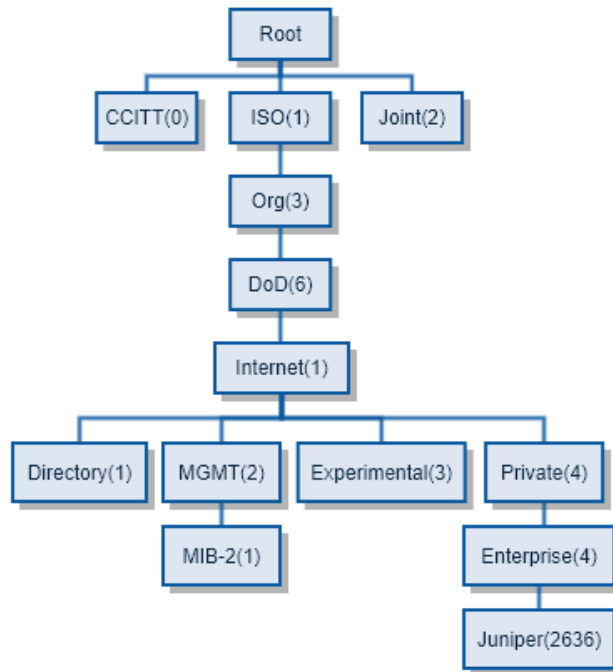 Root
CCITT(0)
ISO(1)
Joint(2)
Org(3)
DoD(6)
Internet(1)
Directory(1)
MGMT(2)
Experimental(3)
Private(4)
MIB-2(1)
Enterprise(4)
Juniper(2636)